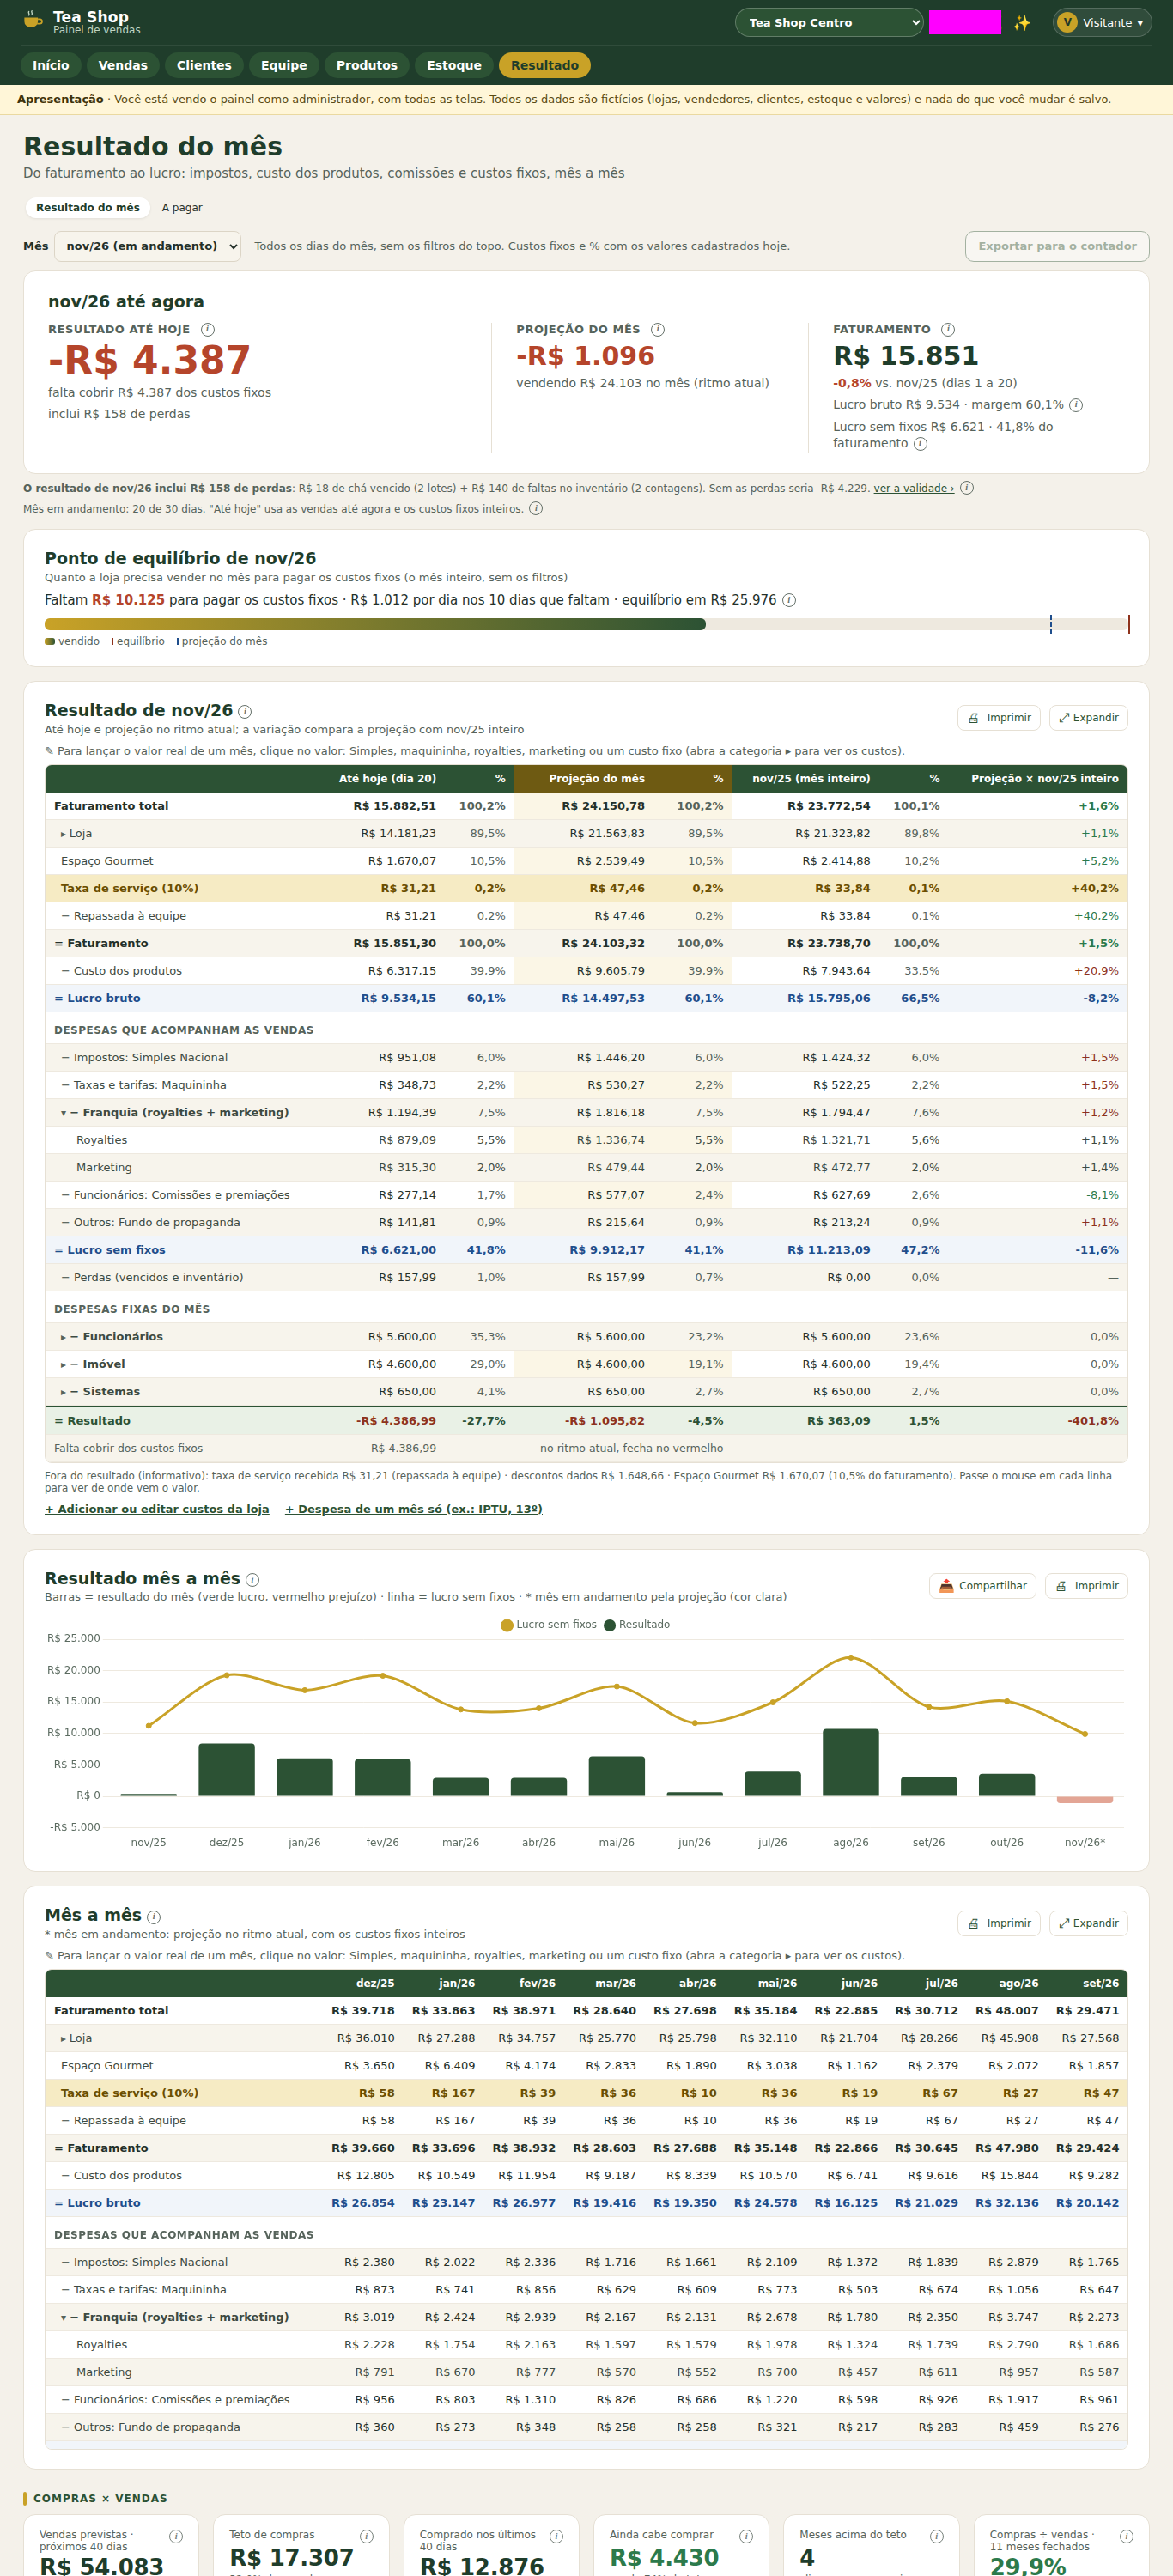 Tea Shop
Painel de vendas
Tea Shop Centro
V Visitante ▾
Início Vendas Clientes Equipe Produtos Estoque Resultado
Apresentação · Você está vendo o painel como administrador, com todas as telas. Todos os dados são fictícios (lojas, vendedores, clientes, estoque e valores) e nada do que você mudar é salvo.
Resultado do mês
Do faturamento ao lucro: impostos, custo dos produtos, comissões e custos fixos, mês a mês
Resultado do mês A pagar
Mês nov/26 (em andamento) Todos os dias do mês, sem os filtros do topo. Custos fixos e % com os valores cadastrados hoje. Exportar para o contador
nov/26 até agora
RESULTADO ATÉ HOJE i
-R$ 4.387
falta cobrir R$ 4.387 dos custos fixos
inclui R$ 158 de perdas
PROJEÇÃO DO MÊS i
-R$ 1.096
vendendo R$ 24.103 no mês (ritmo atual)
FATURAMENTO i
R$ 15.851
-0,8% vs. nov/25 (dias 1 a 20)
Lucro bruto R$ 9.534 · margem 60,1% i
Lucro sem fixos R$ 6.621 · 41,8% do
faturamento i
O resultado de nov/26 inclui R$ 158 de perdas: R$ 18 de chá vencido (2 lotes) + R$ 140 de faltas no inventário (2 contagens). Sem as perdas seria -R$ 4.229. ver a validade › i
Mês em andamento: 20 de 30 dias. "Até hoje" usa as vendas até agora e os custos fixos inteiros. i
Ponto de equilíbrio de nov/26
Quanto a loja precisa vender no mês para pagar os custos fixos (o mês inteiro, sem os filtros)
Faltam R$ 10.125 para pagar os custos fixos · R$ 1.012 por dia nos 10 dias que faltam · equilíbrio em R$ 25.976 i
vendido equilíbrio projeção do mês
Resultado de nov/26 i
Até hoje e projeção no ritmo atual; a variação compara a projeção com nov/25 inteiro
Imprimir Expandir
✎ Para lançar o valor real de um mês, clique no valor: Simples, maquininha, royalties, marketing ou um custo fixo (abra a categoria ▸ para ver os custos).
Até hoje (dia 20) % Projeção do mês % nov/25 (mês inteiro) % Projeção × nov/25 inteiro
Faturamento total R$ 15.882,51 100,2% R$ 24.150,78 100,2% R$ 23.772,54 100,1% +1,6%
▸ Loja R$ 14.181,23 89,5% R$ 21.563,83 89,5% R$ 21.323,82 89,8% +1,1%
Espaço Gourmet R$ 1.670,07 10,5% R$ 2.539,49 10,5% R$ 2.414,88 10,2% +5,2%
Taxa de serviço (10%) R$ 31,21 0,2% R$ 47,46 0,2% R$ 33,84 0,1% +40,2%
− Repassada à equipe R$ 31,21 0,2% R$ 47,46 0,2% R$ 33,84 0,1% +40,2%
= Faturamento R$ 15.851,30 100,0% R$ 24.103,32 100,0% R$ 23.738,70 100,0% +1,5%
− Custo dos produtos R$ 6.317,15 39,9% R$ 9.605,79 39,9% R$ 7.943,64 33,5% +20,9%
= Lucro bruto R$ 9.534,15 60,1% R$ 14.497,53 60,1% R$ 15.795,06 66,5% -8,2%
DESPESAS QUE ACOMPANHAM AS VENDAS
− Impostos: Simples Nacional R$ 951,08 6,0% R$ 1.446,20 6,0% R$ 1.424,32 6,0% +1,5%
− Taxas e tarifas: Maquininha R$ 348,73 2,2% R$ 530,27 2,2% R$ 522,25 2,2% +1,5%
▾ − Franquia (royalties + marketing) R$ 1.194,39 7,5% R$ 1.816,18 7,5% R$ 1.794,47 7,6% +1,2%
Royalties R$ 879,09 5,5% R$ 1.336,74 5,5% R$ 1.321,71 5,6% +1,1%
Marketing R$ 315,30 2,0% R$ 479,44 2,0% R$ 472,77 2,0% +1,4%
− Funcionários: Comissões e premiações R$ 277,14 1,7% R$ 577,07 2,4% R$ 627,69 2,6% -8,1%
− Outros: Fundo de propaganda R$ 141,81 0,9% R$ 215,64 0,9% R$ 213,24 0,9% +1,1%
= Lucro sem fixos R$ 6.621,00 41,8% R$ 9.912,17 41,1% R$ 11.213,09 47,2% -11,6%
− Perdas (vencidos e inventário) R$ 157,99 1,0% R$ 157,99 0,7% R$ 0,00 0,0% —
DESPESAS FIXAS DO MÊS
▸ − Funcionários R$ 5.600,00 35,3% R$ 5.600,00 23,2% R$ 5.600,00 23,6% 0,0%
▸ − Imóvel R$ 4.600,00 29,0% R$ 4.600,00 19,1% R$ 4.600,00 19,4% 0,0%
▸ − Sistemas R$ 650,00 4,1% R$ 650,00 2,7% R$ 650,00 2,7% 0,0%
= Resultado -R$ 4.386,99 -27,7% -R$ 1.095,82 -4,5% R$ 363,09 1,5% -401,8%
Falta cobrir dos custos fixos R$ 4.386,99 no ritmo atual, fecha no vermelho
Fora do resultado (informativo): taxa de serviço recebida R$ 31,21 (repassada à equipe) · descontos dados R$ 1.648,66 · Espaço Gourmet R$ 1.670,07 (10,5% do faturamento). Passe o mouse em cada linha
para ver de onde vem o valor.
+ Adicionar ou editar custos da loja + Despesa de um mês só (ex.: IPTU, 13º)
Resultado mês a mês i
Barras = resultado do mês (verde lucro, vermelho prejuízo) · linha = lucro sem fixos · * mês em andamento pela projeção (cor clara)
Compartilhar Imprimir
Lucro sem fixos Resultado
R$ 25.000
R$ 20.000
R$ 15.000
R$ 10.000
R$ 5.000
R$ 0
-R$ 5.000
nov/25 dez/25 jan/26 fev/26 mar/26 abr/26 mai/26 jun/26 jul/26 ago/26 set/26 out/26 nov/26*
Mês a mês i
* mês em andamento: projeção no ritmo atual, com os custos fixos inteiros
Imprimir Expandir
✎ Para lançar o valor real de um mês, clique no valor: Simples, maquininha, royalties, marketing ou um custo fixo (abra a categoria ▸ para ver os custos).
dez/25 jan/26 fev/26 mar/26 abr/26 mai/26 jun/26 jul/26 ago/26 set/26
Faturamento total R$ 39.718 R$ 33.863 R$ 38.971 R$ 28.640 R$ 27.698 R$ 35.184 R$ 22.885 R$ 30.712 R$ 48.007 R$ 29.471
▸ Loja R$ 36.010 R$ 27.288 R$ 34.757 R$ 25.770 R$ 25.798 R$ 32.110 R$ 21.704 R$ 28.266 R$ 45.908 R$ 27.568
Espaço Gourmet R$ 3.650 R$ 6.409 R$ 4.174 R$ 2.833 R$ 1.890 R$ 3.038 R$ 1.162 R$ 2.379 R$ 2.072 R$ 1.857
Taxa de serviço (10%) R$ 58 R$ 167 R$ 39 R$ 36 R$ 10 R$ 36 R$ 19 R$ 67 R$ 27 R$ 47
− Repassada à equipe R$ 58 R$ 167 R$ 39 R$ 36 R$ 10 R$ 36 R$ 19 R$ 67 R$ 27 R$ 47
= Faturamento R$ 39.660 R$ 33.696 R$ 38.932 R$ 28.603 R$ 27.688 R$ 35.148 R$ 22.866 R$ 30.645 R$ 47.980 R$ 29.424
− Custo dos produtos R$ 12.805 R$ 10.549 R$ 11.954 R$ 9.187 R$ 8.339 R$ 10.570 R$ 6.741 R$ 9.616 R$ 15.844 R$ 9.282
= Lucro bruto R$ 26.854 R$ 23.147 R$ 26.977 R$ 19.416 R$ 19.350 R$ 24.578 R$ 16.125 R$ 21.029 R$ 32.136 R$ 20.142
DESPESAS QUE ACOMPANHAM AS VENDAS
− Impostos: Simples Nacional R$ 2.380 R$ 2.022 R$ 2.336 R$ 1.716 R$ 1.661 R$ 2.109 R$ 1.372 R$ 1.839 R$ 2.879 R$ 1.765
− Taxas e tarifas: Maquininha R$ 873 R$ 741 R$ 856 R$ 629 R$ 609 R$ 773 R$ 503 R$ 674 R$ 1.056 R$ 647
▾ − Franquia (royalties + marketing) R$ 3.019 R$ 2.424 R$ 2.939 R$ 2.167 R$ 2.131 R$ 2.678 R$ 1.780 R$ 2.350 R$ 3.747 R$ 2.273
Royalties R$ 2.228 R$ 1.754 R$ 2.163 R$ 1.597 R$ 1.579 R$ 1.978 R$ 1.324 R$ 1.739 R$ 2.790 R$ 1.686
Marketing R$ 791 R$ 670 R$ 777 R$ 570 R$ 552 R$ 700 R$ 457 R$ 611 R$ 957 R$ 587
− Funcionários: Comissões e premiações R$ 956 R$ 803 R$ 1.310 R$ 826 R$ 686 R$ 1.220 R$ 598 R$ 926 R$ 1.917 R$ 961
− Outros: Fundo de propaganda R$ 360 R$ 273 R$ 348 R$ 258 R$ 258 R$ 321 R$ 217 R$ 283 R$ 459 R$ 276
COMPRAS × VENDAS
Vendas previstas ·
próximos 40 dias i
R$ 54.083
Teto de compras i
R$ 17.307
Comprado nos últimos
40 dias i
R$ 12.876
Ainda cabe comprar i
R$ 4.430
Meses acima do teto i
4
Compras ÷ vendas ·
11 meses fechados i
29,9%